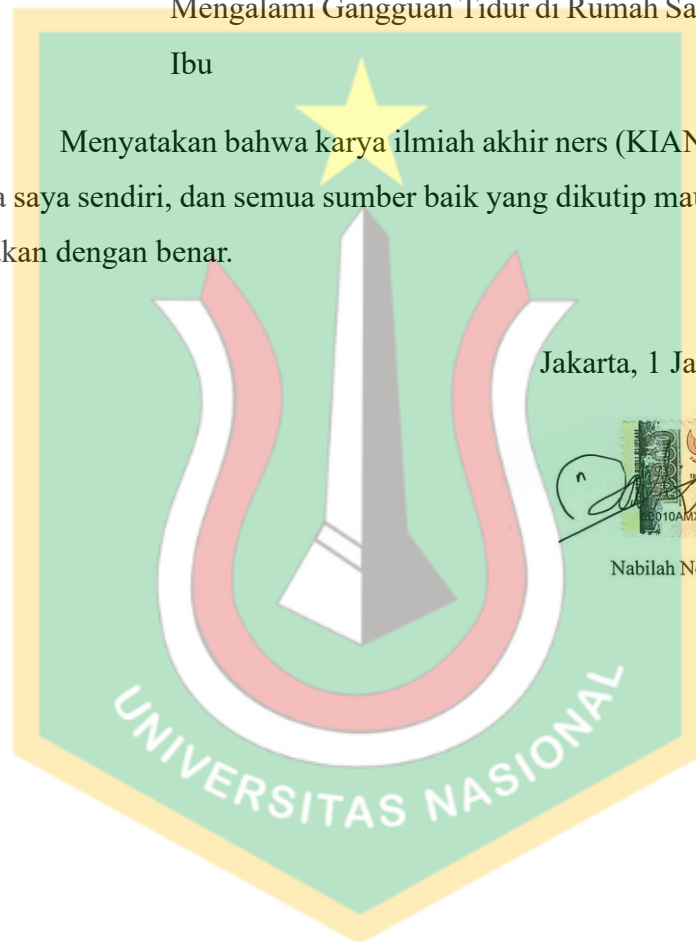 Mengalami Gangguan Tidur di Rumah Sa
Ibu
Menyatakan bahwa karya ilmiah akhir ners (KIAN
a saya sendiri, dan semua sumber baik yang dikutip mau
kan dengan benar.
Jakarta, 1 Ja
010AMX
Nabilah N
UNIVERSITAS NASIONAL